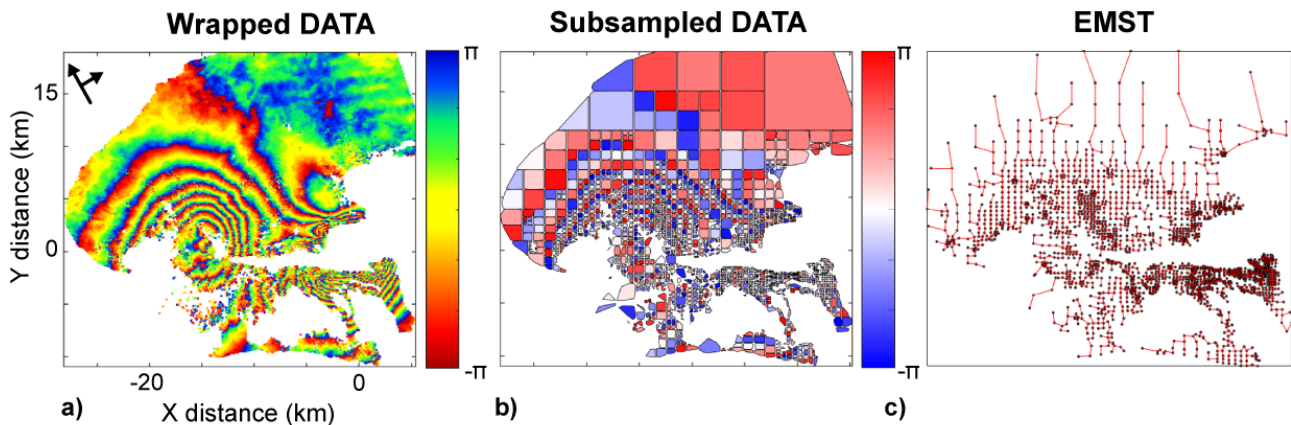 Wrapped DATA
Subsampled DATA
EMST
π
π
15
0
Y distance (km)
-π
-π
-20
0
X distance (km)
a)
b)
c)